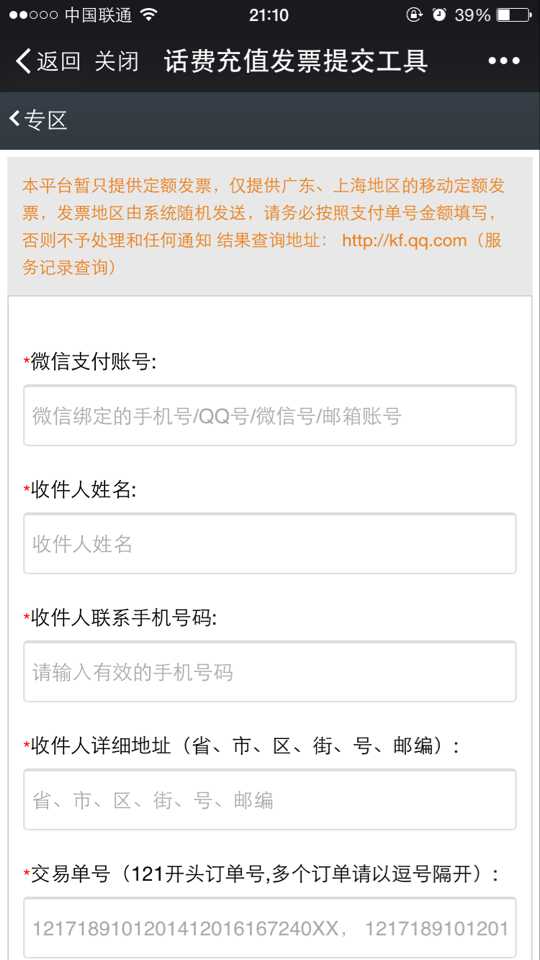 中国联通 21:10 39%
返回 关闭 话费充值发票提交工具
专区
本平台暂只提供定额发票，仅提供广东、上海地区的移动定额发
票，发票地区由系统随机发送，请务必按照支付单号金额填写，
否则不予处理和任何通知 结果查询地址： http://kf.qq.com（服
务记录查询）
*微信支付账号:
微信绑定的手机号/QQ号/微信号/邮箱账号
*收件人姓名:
收件人姓名
*收件人联系手机号码:
请输入有效的手机号码
*收件人详细地址（省、市、区、街、号、邮编）:
省、市、区、街、号、邮编
*交易单号（121开头订单号,多个订单请以逗号隔开）:
1217189101201412016167240XX， 1217189101201